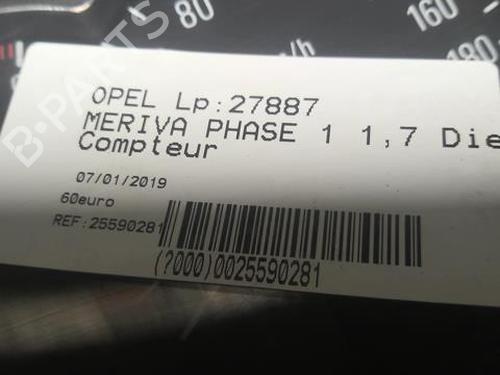 160
180
km/h
OPEL Lp:27887
MERIVA PHASE 1 1,7 Die
Compteur
07/01/2019
60euro
REF:25590281
(?000)0025590281
B-PARTS